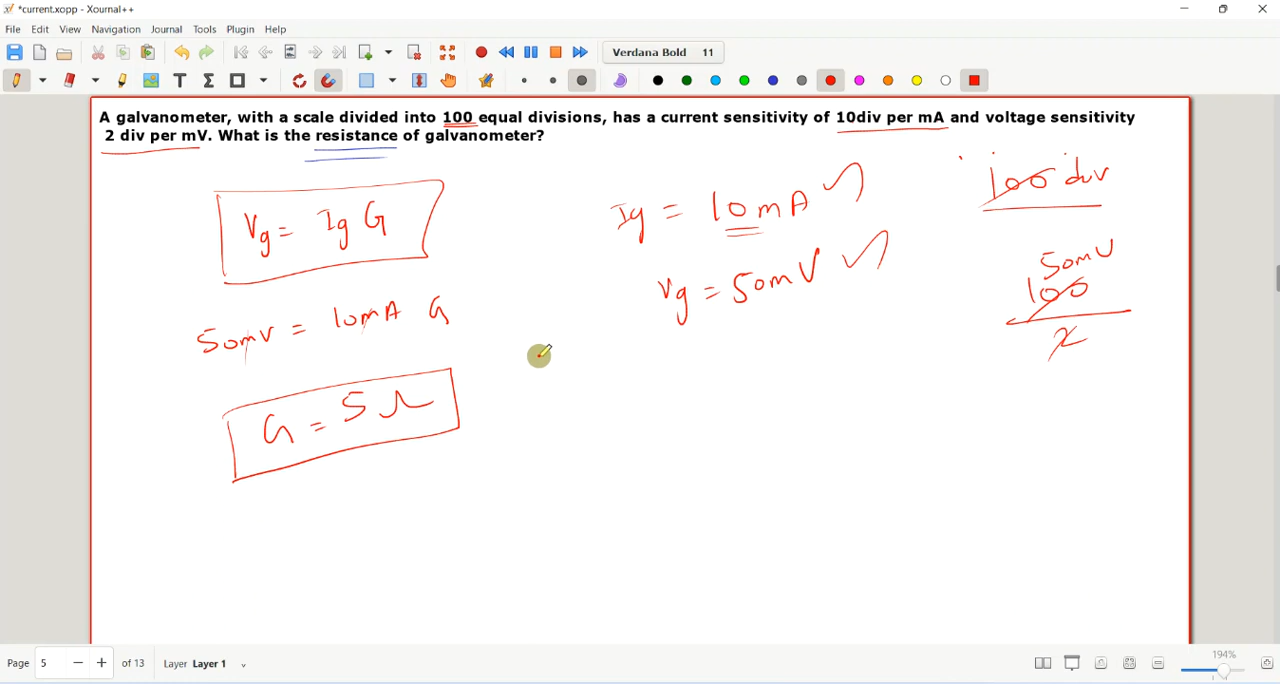 *current.xopp - Xournal++
File Edit View Navigation Journal Tools Plugin Help
Verdana Bold 11
A galvanometer, with a scale divided into 100 equal divisions, has a current sensitivity of 10div per mA and voltage sensitivity
2 div per mV. What is the resistance of galvanometer?
Vg = Ig G
Ig = 10mA
100 div
50mV = 10mA G
Vg = 50mV
50mV
100
2
G = 5 Ω
Page 5 of 13 Layer Layer 1
194%